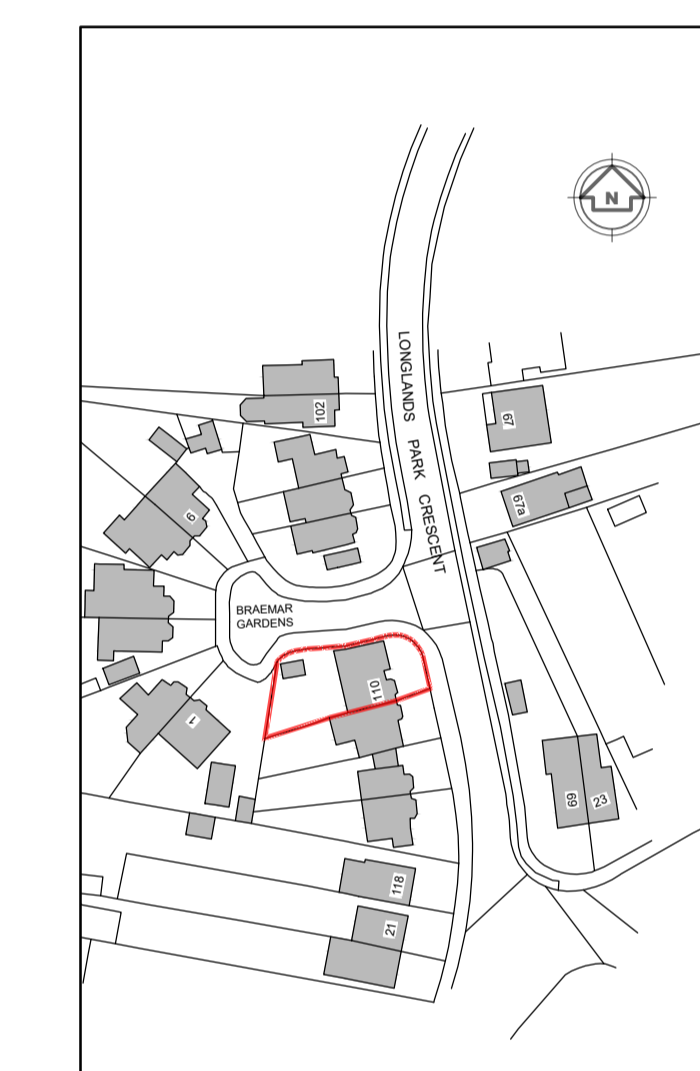 N
LONGLANDS PARK CRESCENT
102
67
67a
9
BRAEMAR
GARDENS
110
1
69
23
118
21